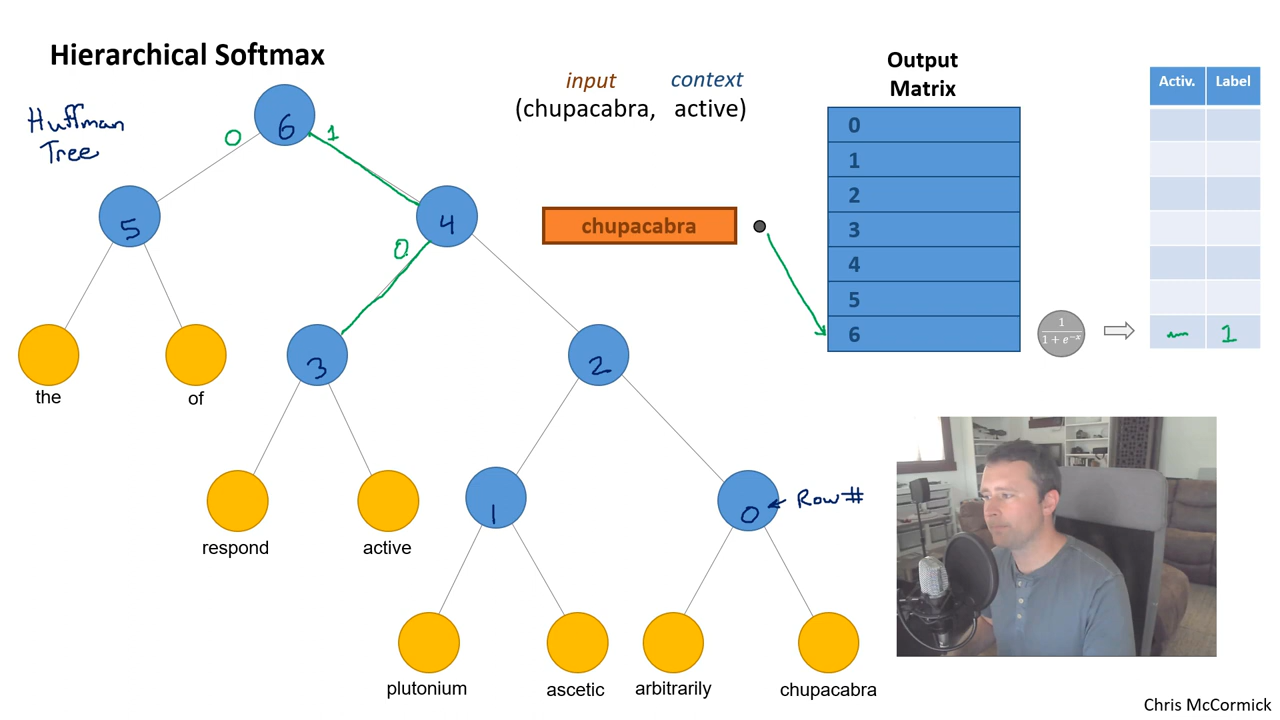 Hierarchical Softmax
Huffman
Tree
6
0
1
5
4
0
3
2
1
0
Row #
the
of
respond
active
plutonium
ascetic
arbitrarily
chupacabra
input context
(chupacabra, active)
chupacabra
Output
Matrix
0
1
2
3
4
5
6
1
1 + e^-x
Activ. Label
1
Chris McCormick